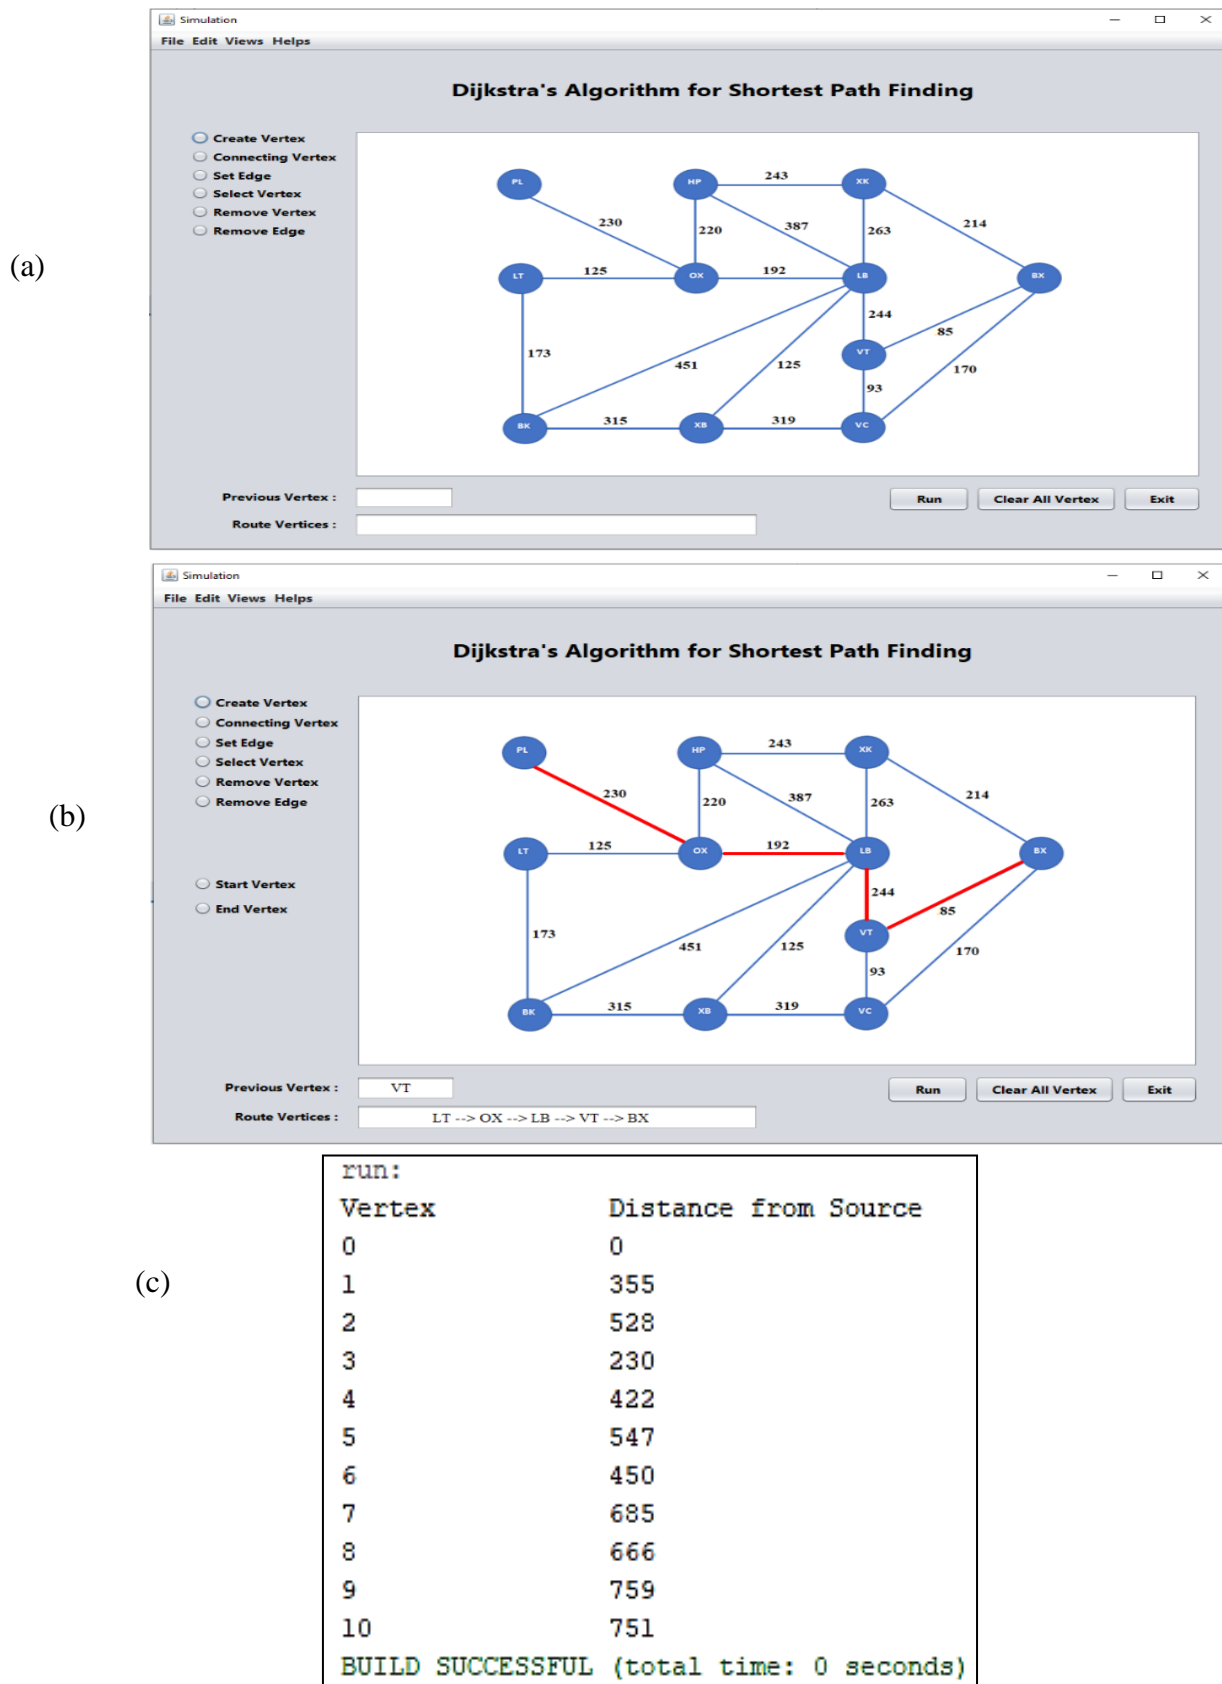 Simulation
File Edit Views Helps
Dijkstra's Algorithm for Shortest Path Finding
Create Vertex
Connecting Vertex
Set Edge
Select Vertex
Remove Vertex
Remove Edge
(a)
PL
HP
243
XK
230
220
387
263
214
LT
125
OX
192
LB
BX
244
85
VT
173
451
125
170
93
BK
315
XB
319
VC
Previous Vertex :
Run
Clear All Vertex
Exit
Route Vertices :
Simulation
File Edit Views Helps
Dijkstra's Algorithm for Shortest Path Finding
Create Vertex
Connecting Vertex
Set Edge
Select Vertex
Remove Vertex
Remove Edge
Start Vertex
End Vertex
(b)
PL
HP
243
XK
230
220
387
263
214
LT
125
OX
192
LB
BX
244
85
VT
173
451
125
170
93
BK
315
XB
319
VC
Previous Vertex : VT
Run
Clear All Vertex
Exit
Route Vertices : LT --> OX --> LB --> VT --> BX
(c)
run:
Vertex Distance from Source
0 0
1 355
2 528
3 230
4 422
5 547
6 450
7 685
8 666
9 759
10 751
BUILD SUCCESSFUL (total time: 0 seconds)